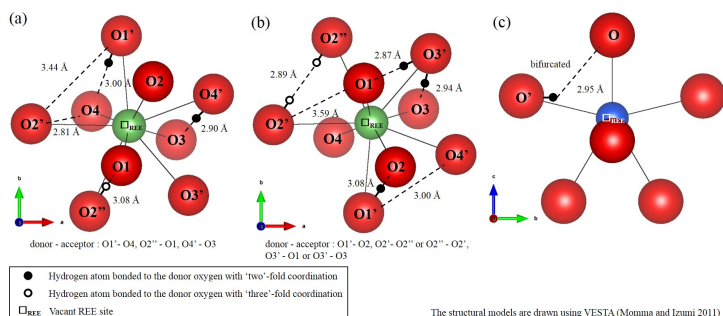 (a)
O1’
3.44 Å
3.00 Å
O2
O4’
O2’
O4
2.81 Å
□REE
O3
2.90 Å
O1
O2”
3.08 Å
O3’
b
a
donor - acceptor : O1’- O4, O2” - O1, O4’ - O3
(b)
O2”
2.87 Å
O3’
2.89 Å
O1
2.94 Å
O2’
3.59 Å
O4
□REE
O3
O2
O4’
3.08 Å
3.00 Å
O1’
b
a
donor - acceptor : O1’- O2, O2’- O2” or O2” - O2’,
O3’ - O1 or O3’ - O3
(c)
O
bifurcated
O’
2.95 Å
□REE
c
b
Hydrogen atom bonded to the donor oxygen with ‘two’-fold coordination
Hydrogen atom bonded to the donor oxygen with ‘three’-fold coordination
□REE Vacant REE site
The structural models are drawn using VESTA (Momma and Izumi 2011)